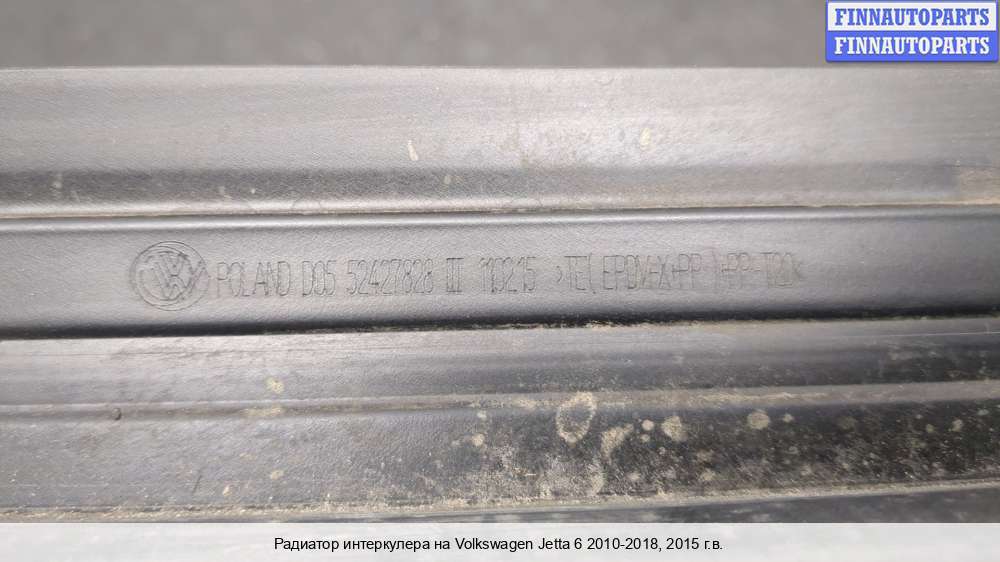 FINNAUTOPARTS
FINNAUTOPARTS
POLAND D05 52427828 III 110215 >TE(EPDM-X+PP)+PP-T20<
Радиатор интеркулера на Volkswagen Jetta 6 2010-2018, 2015 г.в.